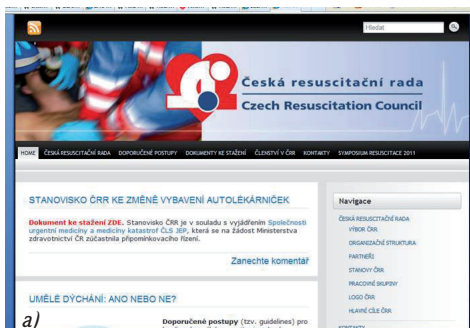 Hledat
Česká resuscitační rada
Czech Resuscitation Council
HOME ČESKÁ RESUSCITAČNÍ RADA DOPORUČENÉ POSTUPY DOKUMENTY KE STAŽENÍ ČLENSTVÍ V ČRR KONTAKTY SYMPOSIUM RESUSCITACE 2011
STANOVISKO ČRR KE ZMĚNĚ VYBAVENÍ AUTOLÉKÁRNIČEK
Dokument ke stažení ZDE. Stanovisko ČRR je v souladu s vyjádřením Společnosti
urgentní medicíny a medicíny katastrof ČLS JEP, která se na žádost Ministerstva
zdravotnictví ČR zúčastnila připomínkovacího řízení.
Zanechte komentář
UMĚLÉ DÝCHÁNÍ: ANO NEBO NE?
Doporučené postupy (tzv. guidelines) pro
a)
Navigace
ČESKÁ RESUSCITAČNÍ RADA
VÝBOR ČRR
ORGANIZAČNÍ STRUKTURA
PARTNEŘI
STANOVY ČRR
PRACOVNÍ SKUPINY
LOGO ČRR
HLAVNÍ CÍLE ČRR
KONTAKTY